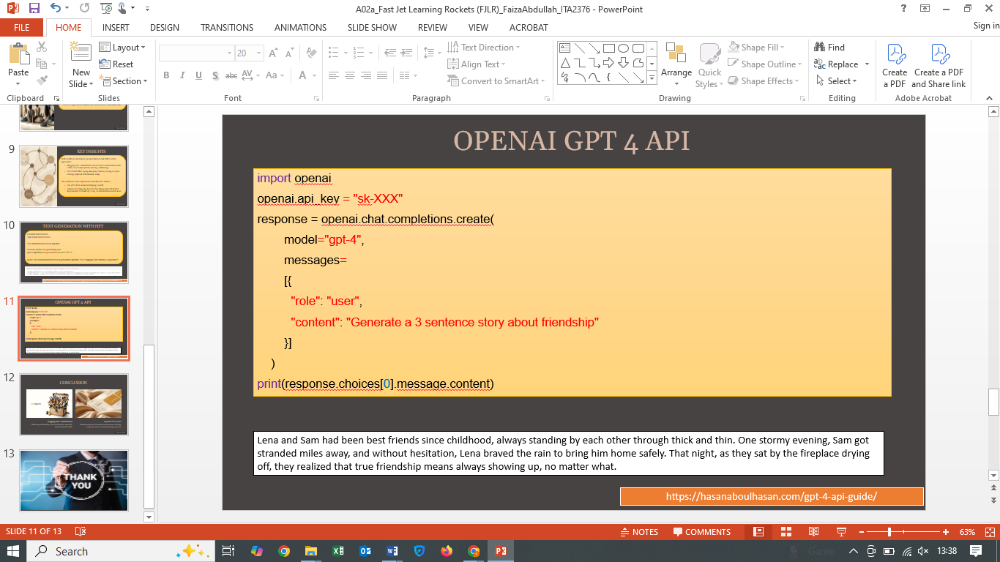 A02a_Fast Jet Learning Rockets (FJLR)_FaizaAbdullah_ITA2376 - PowerPoint
FILE HOME INSERT DESIGN TRANSITIONS ANIMATIONS SLIDE SHOW REVIEW VIEW ACROBAT Sign in
Paste
New Slide
Layout
Reset
Section
20
B I U S abc AV Aa A
Text Direction
Align Text
Convert to SmartArt
Arrange
Quick Styles
Shape Fill
Shape Outline
Shape Effects
Find
Replace
Select
Create a PDF
Create a PDF and Share link
Clipboard Slides Font Paragraph Drawing Editing Adobe Acrobat
9
KEY INSIGHTS
10
TEXT GENERATION WITH HFT
11
OPENAI GPT 4 API
12
CONCLUSION
13
THANK
YOU
OPENAI GPT 4 API
import openai
openai.api_key = "sk-XXX"
response = openai.chat.completions.create(
model="gpt-4",
messages=
[{
"role": "user",
"content": "Generate a 3 sentence story about friendship"
}]
)
print(response.choices[0].message.content)
Lena and Sam had been best friends since childhood, always standing by each other through thick and thin. One stormy evening, Sam got
stranded miles away, and without hesitation, Lena braved the rain to bring him home safely. That night, as they sat by the fireplace drying
off, they realized that true friendship means always showing up, no matter what.
https://hasanaboulhasan.com/gpt-4-api-guide/
SLIDE 11 OF 13 NOTES COMMENTS 63%
Search Game 13:38